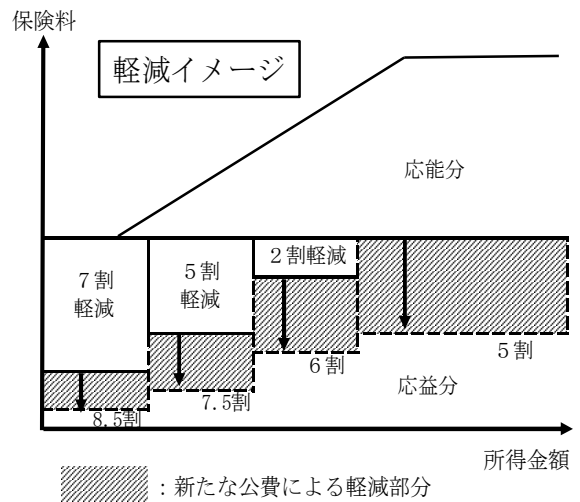 保険料
軽減イメージ
応能分
7割
軽減
5割
軽減
2割軽減
8.5割
7.5割
6割
5割
応益分
所得金額
：新たな公費による軽減部分